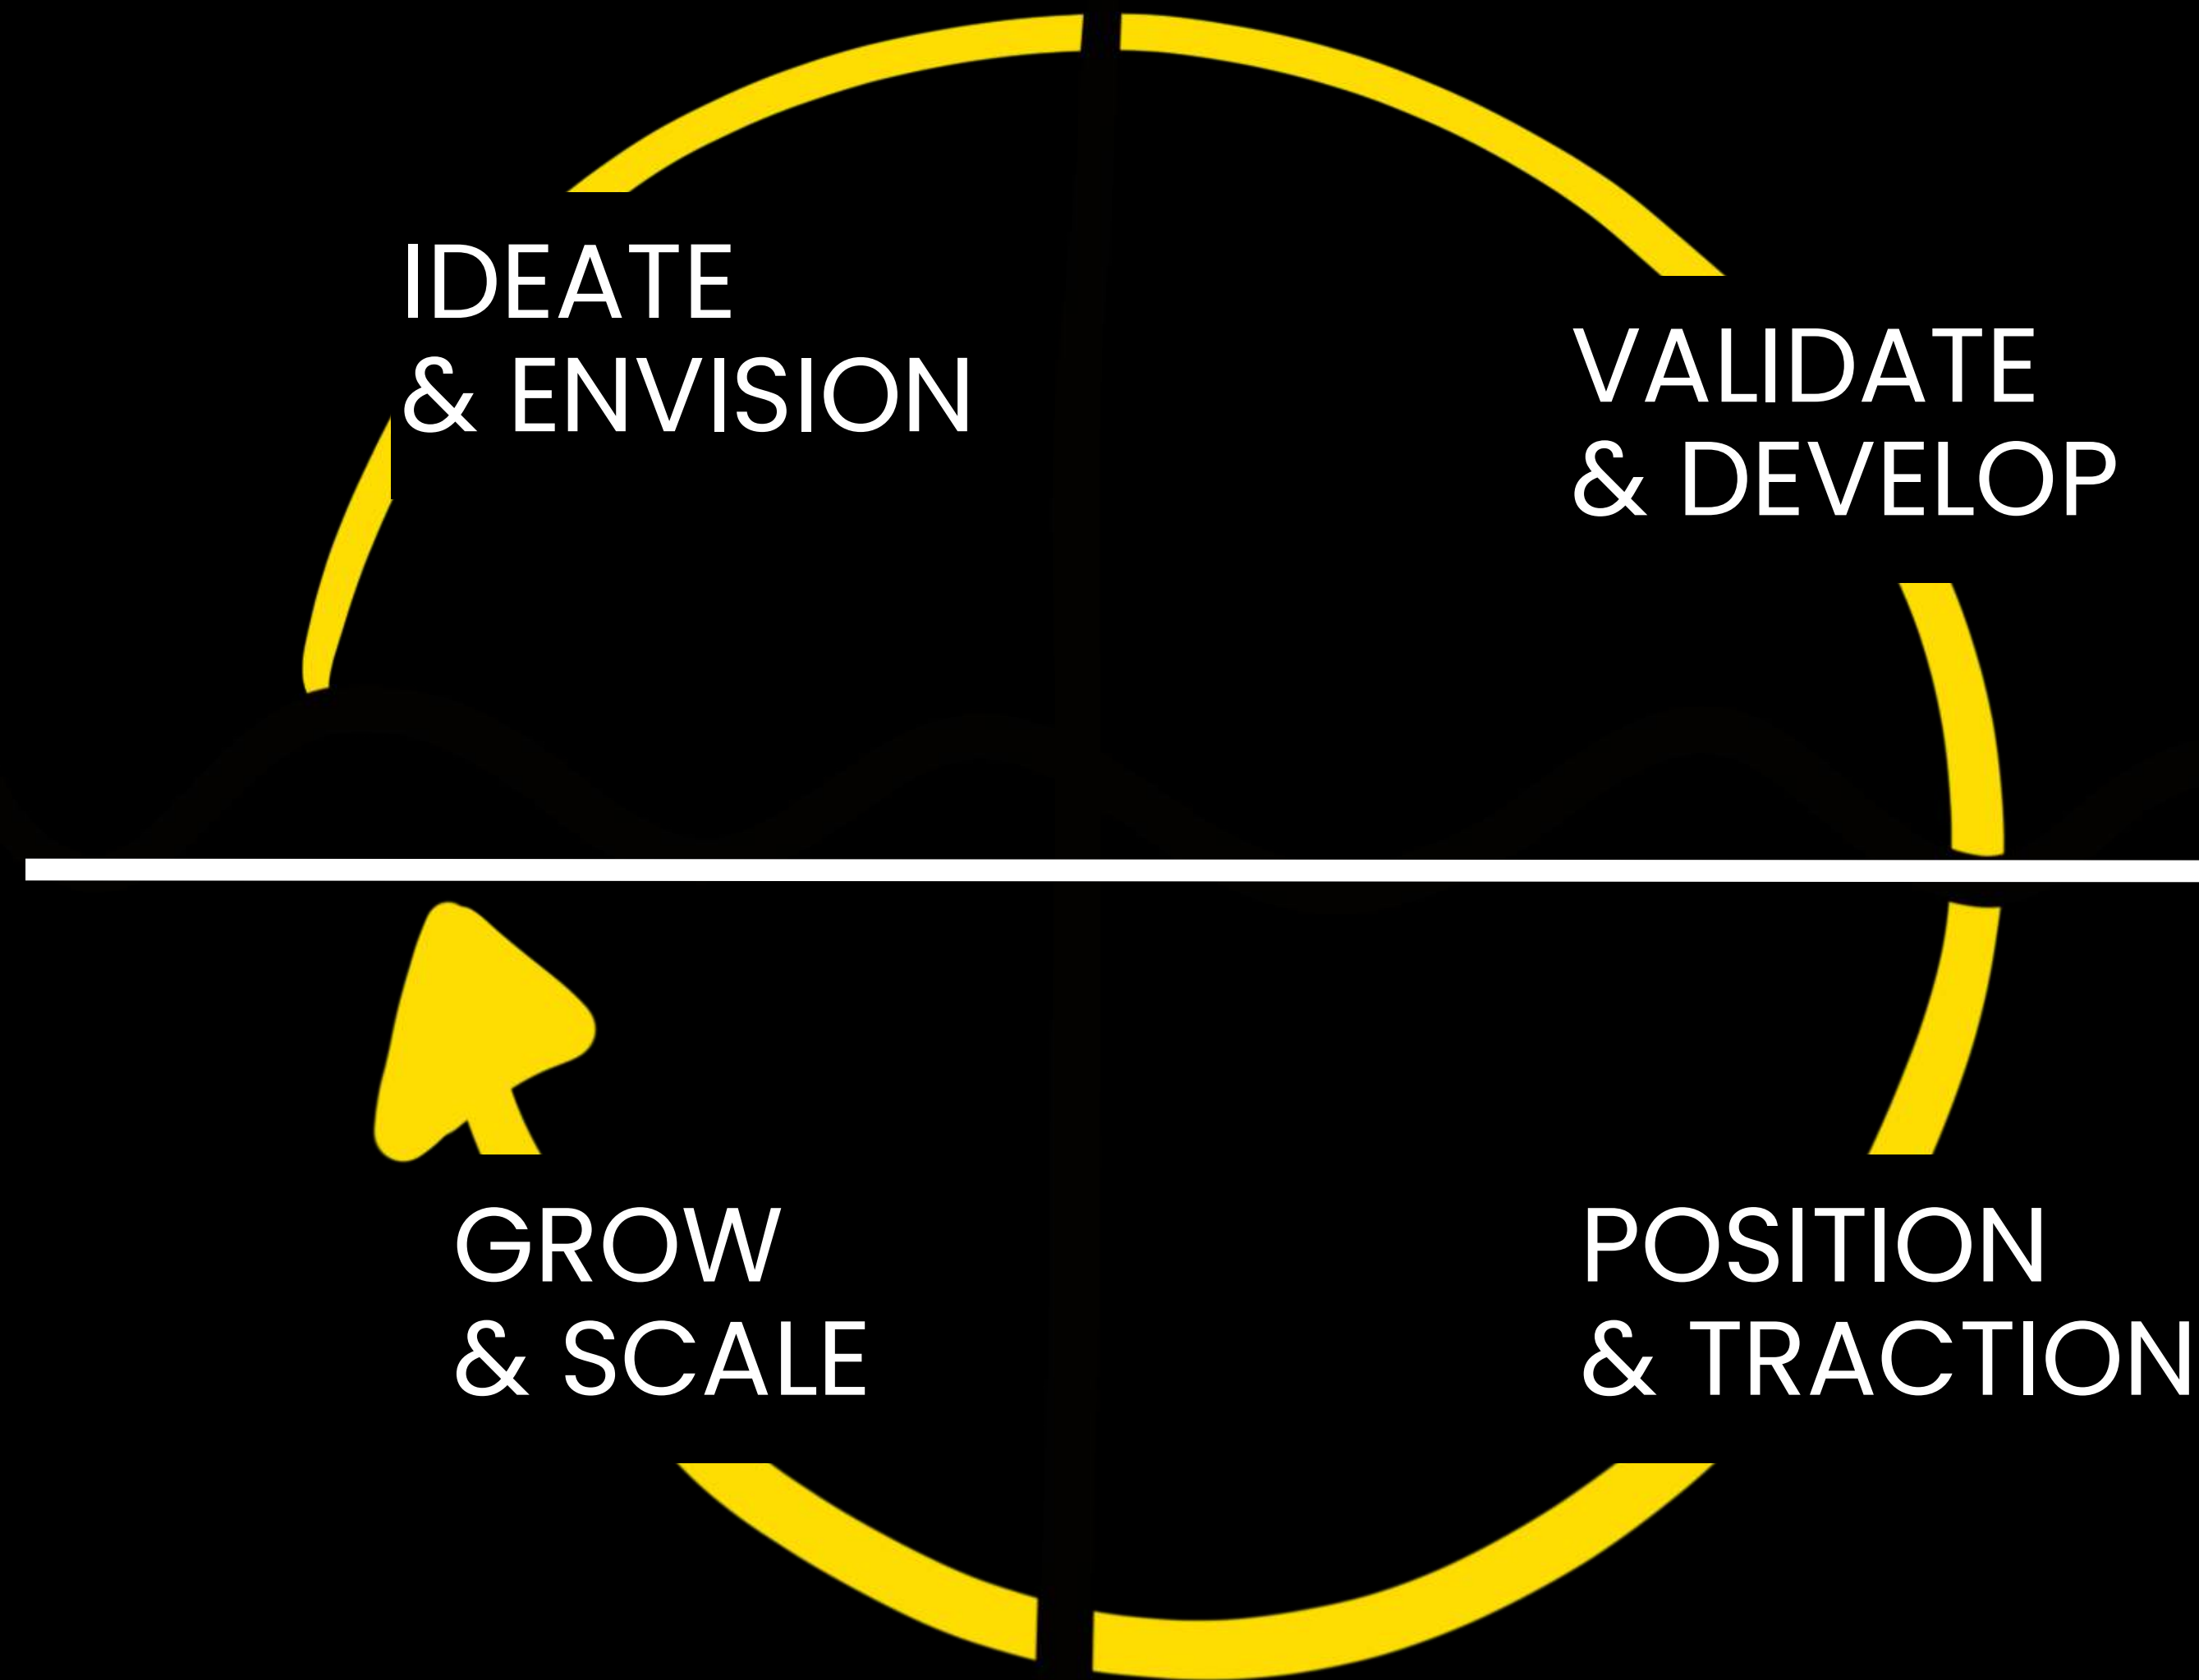 IDEATE
& ENVISION
VALIDATE
& DEVELOP
GROW
& SCALE
POSITION
& TRACTION